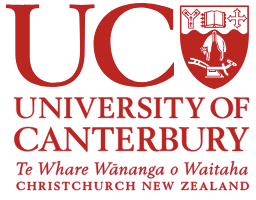 UC
UNIVERSITY OF
CANTERBURY
Te Whare Wānanga o Waitaha
CHRISTCHURCH NEW ZEALAND